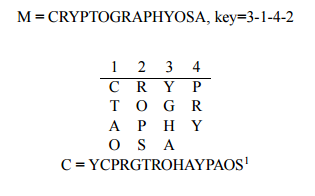 M = CRYPTOGRAPHYOSA, key=3-1-4-2
1 2 3 4
C R Y P
T O G R
A P H Y
O S A
C = YCPRGTROHAYPAOS¹